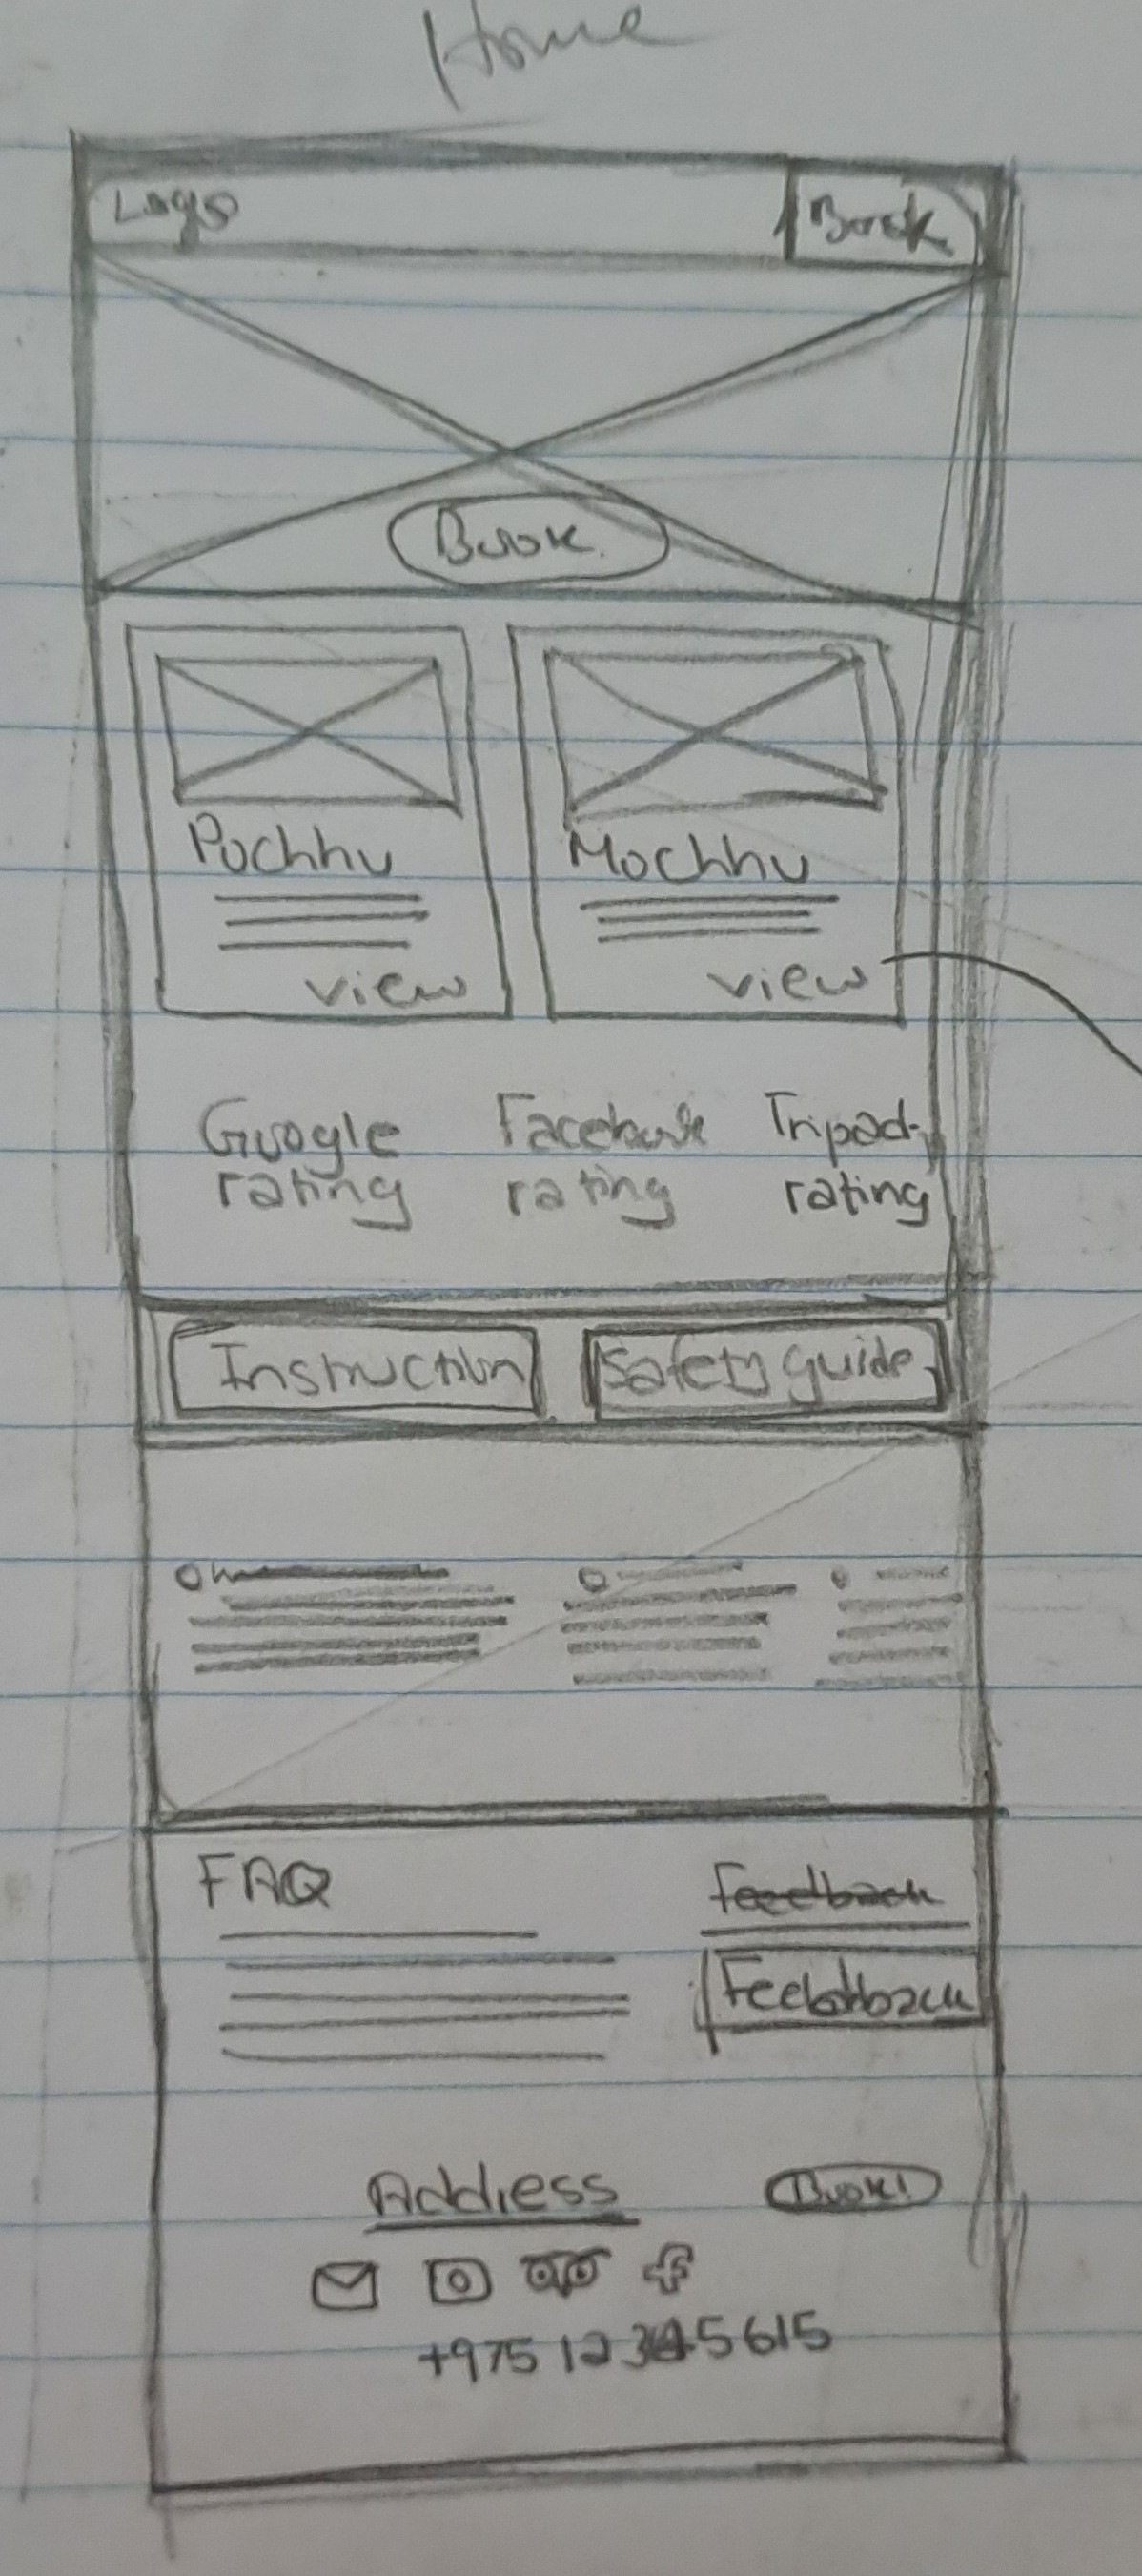 Home
Logo Book
Book
Pochhu Mochhu
view view
Google Facebook Tripad.
rating rating rating
Instruction Safety guide
FAQ Feedback
Feedback
Address Book!
f
+975 12345615